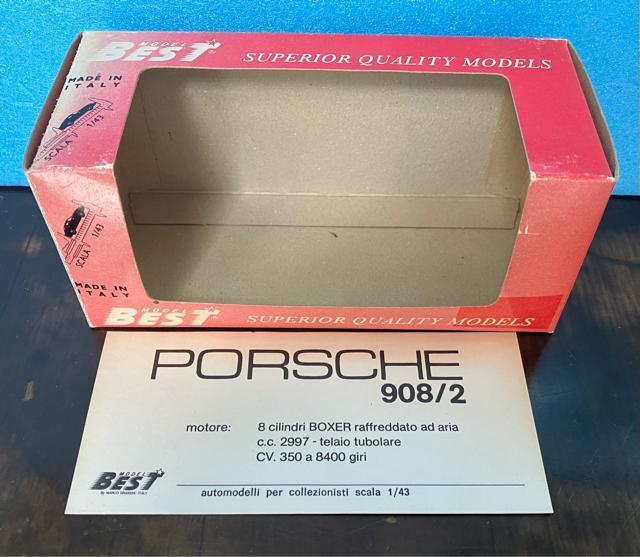 MODEL
BEST®
SUPERIOR QUALITY MODELS
MADE IN
ITALY
SCALA 1/43
SCALA 1/43
MADE IN
ITALY
MODEL
BEST®
SUPERIOR QUALITY MODELS
PORSCHE
908/2
motore: 8 cilindri BOXER raffreddato ad aria
c.c. 2997 - telaio tubolare
CV. 350 a 8400 giri
MODEL
BEST
automodelli per collezionisti scala 1/43